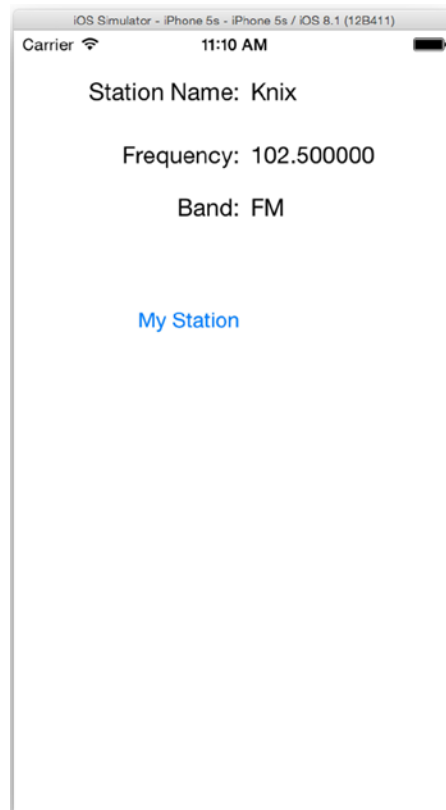 iOS Simulator - iPhone 5s - iPhone 5s / iOS 8.1 (12B411)
Carrier 11:10 AM
Station Name: Knix
Frequency: 102.500000
Band: FM
My Station